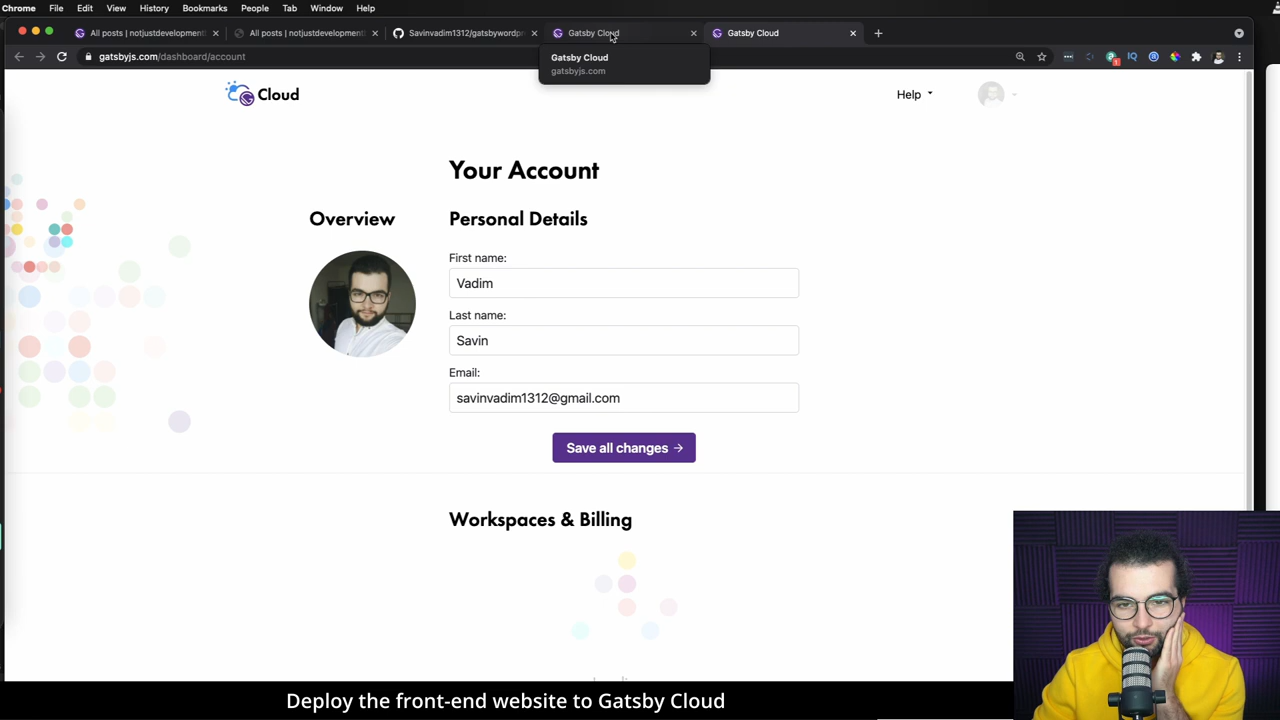 Chrome File Edit View History Bookmarks People Tab Window Help
All posts | notjustdevelopment
All posts | notjustdevelopment
Savinvadim1312/gatsbywordpr
Gatsby Cloud
Gatsby Cloud
gatsbyjs.com/dashboard/account
Gatsby Cloud
gatsbyjs.com
Cloud
Help
Your Account
Overview
Personal Details
First name:
Vadim
Last name:
Savin
Email:
savinvadim1312@gmail.com
Save all changes →
Workspaces & Billing
Deploy the front-end website to Gatsby Cloud